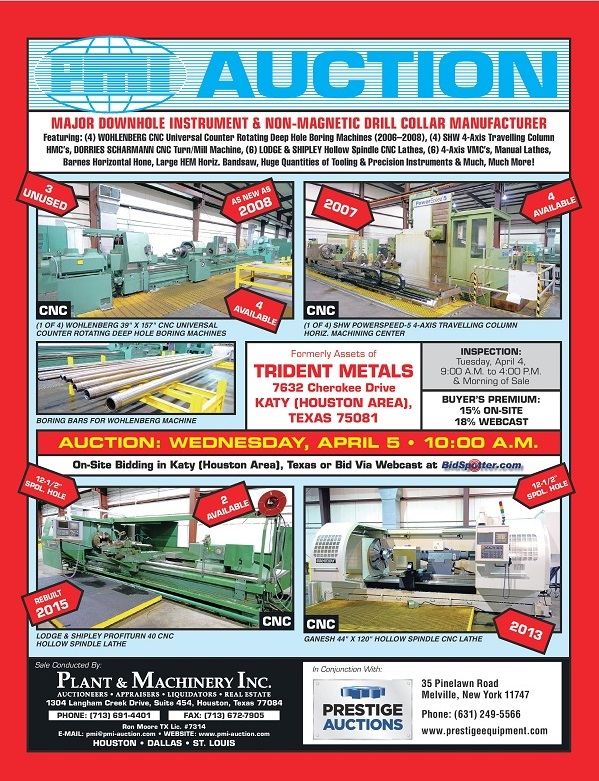 PMI AUCTION
MAJOR DOWNHOLE INSTRUMENT & NON-MAGNETIC DRILL COLLAR MANUFACTURER
Featuring: (4) WOHLENBERG CNC Universal Counter Rotating Deep Hole Boring Machines (2006–2008), (4) SHW 4-Axis Travelling Column
HMC's, DORRIES SCHARMANN CNC Turn/Mill Machine, (6) LODGE & SHIPLEY Hollow Spindle CNC Lathes, (6) 4-Axis VMC's, Manual Lathes,
Barnes Horizontal Hone, Large HEM Horiz. Bandsaw, Huge Quantities of Tooling & Precision Instruments & Much, Much More!
3
UNUSED
AS NEW AS
2008
4
AVAILABLE
CNC
(1 OF 4) WOHLENBERG 39" X 157" CNC UNIVERSAL
COUNTER ROTATING DEEP HOLE BORING MACHINES
2007
PowerSpeed 5
4
AVAILABLE
CNC
(1 OF 4) SHW POWERSPEED-5 4-AXIS TRAVELLING COLUMN
HORIZ. MACHINING CENTER
BORING BARS FOR WOHLENBERG MACHINE
Formerly Assets of
TRIDENT METALS
7632 Cherokee Drive
KATY (HOUSTON AREA),
TEXAS 75081
INSPECTION:
Tuesday, April 4,
9:00 A.M. to 4:00 P.M.
& Morning of Sale
BUYER'S PREMIUM:
15% ON-SITE
18% WEBCAST
AUCTION: WEDNESDAY, APRIL 5 • 10:00 A.M.
On-Site Bidding in Katy (Houston Area), Texas or Bid Via Webcast at BidSpotter.com
12-1/2"
SPDL. HOLE
2
AVAILABLE
REBUILT
2015
CNC
LODGE & SHIPLEY PROFITURN 40 CNC
HOLLOW SPINDLE LATHE
12-1/2"
SPDL. HOLE
CNC
2013
GANESH 44" X 120" HOLLOW SPINDLE CNC LATHE
Sale Conducted By:
PLANT & MACHINERY INC.
AUCTIONEERS • APPRAISERS • LIQUIDATORS • REAL ESTATE
1304 Langham Creek Drive, Suite 454, Houston, Texas 77084
PHONE: (713) 691-4401 FAX: (713) 672-7905
Ron Moore TX Lic. #7314
E-MAIL: pmi@pmi-auction.com • WEBSITE: www.pmi-auction.com
HOUSTON • DALLAS • ST. LOUIS
In Conjunction With:
PRESTIGE
AUCTIONS
35 Pinelawn Road
Melville, New York 11747
Phone: (631) 249-5566
www.prestigeequipment.com